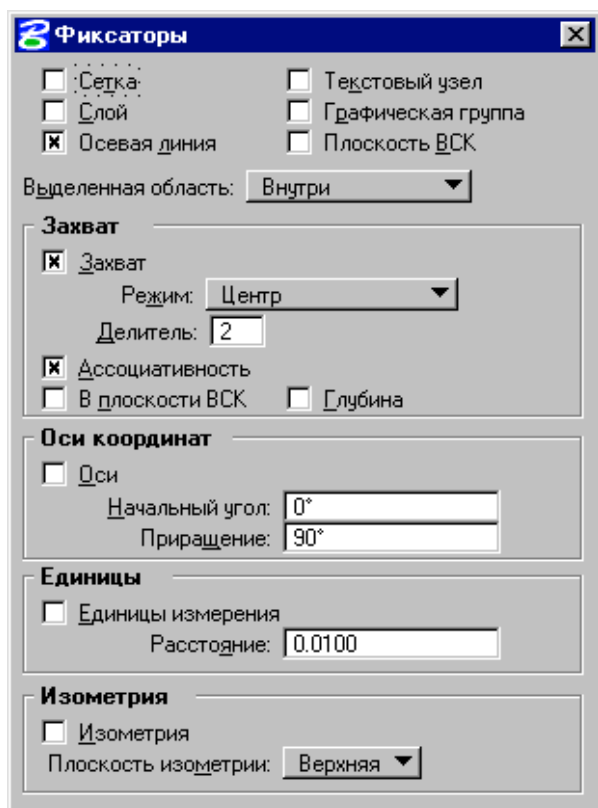 Фиксаторы
Сетка Текстовый узел
Слой Графическая группа
Осевая линия Плоскость ВСК
Выделенная область: Внутри
Захват
Захват
Режим: Центр
Делитель: 2
Ассоциативность
В плоскости ВСК Глубина
Оси координат
Оси
Начальный угол: 0°
Приращение: 90°
Единицы
Единицы измерения
Расстояние: 0.0100
Изометрия
Изометрия
Плоскость изометрии: Верхняя